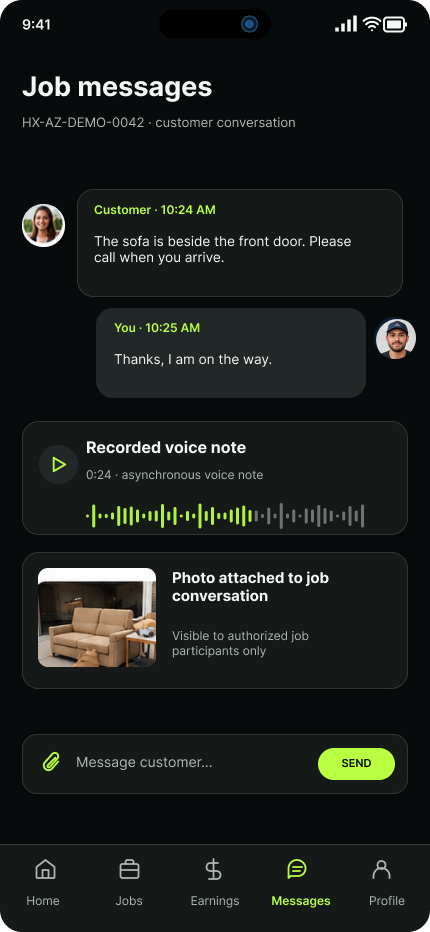 9:41
Job messages
HX-AZ-DEMO-0042 · customer conversation
Customer · 10:24 AM
The sofa is beside the front door. Please
call when you arrive.
You · 10:25 AM
Thanks, I am on the way.
Recorded voice note
0:24 · asynchronous voice note
Photo attached to job
conversation
Visible to authorized job
participants only
Message customer...
SEND
Home
Jobs
Earnings
Messages
Profile